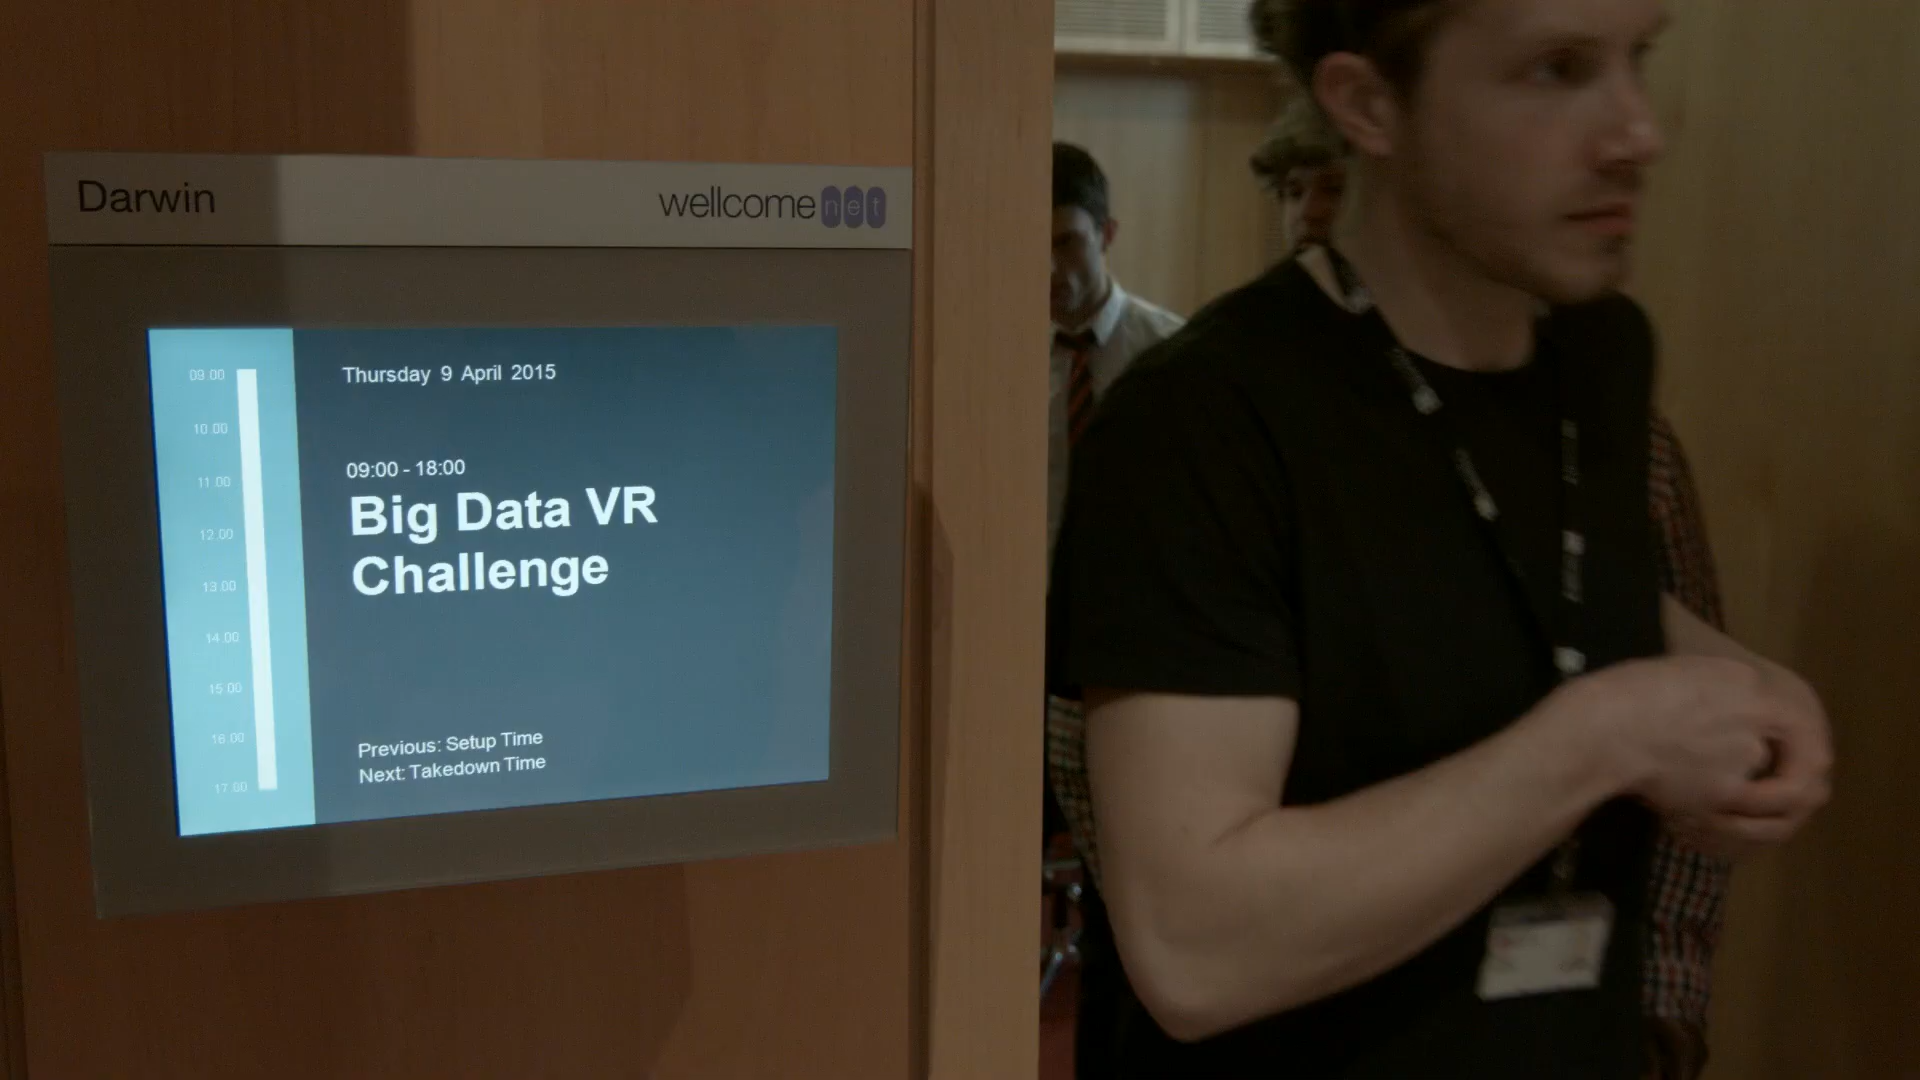 Darwin
wellcome net
Thursday 9 April 2015
09:00 - 18:00
Big Data VR
Challenge
Previous: Setup Time
Next: Takedown Time
09.00
10.00
11.00
12.00
13.00
14.00
15.00
16.00
17.00